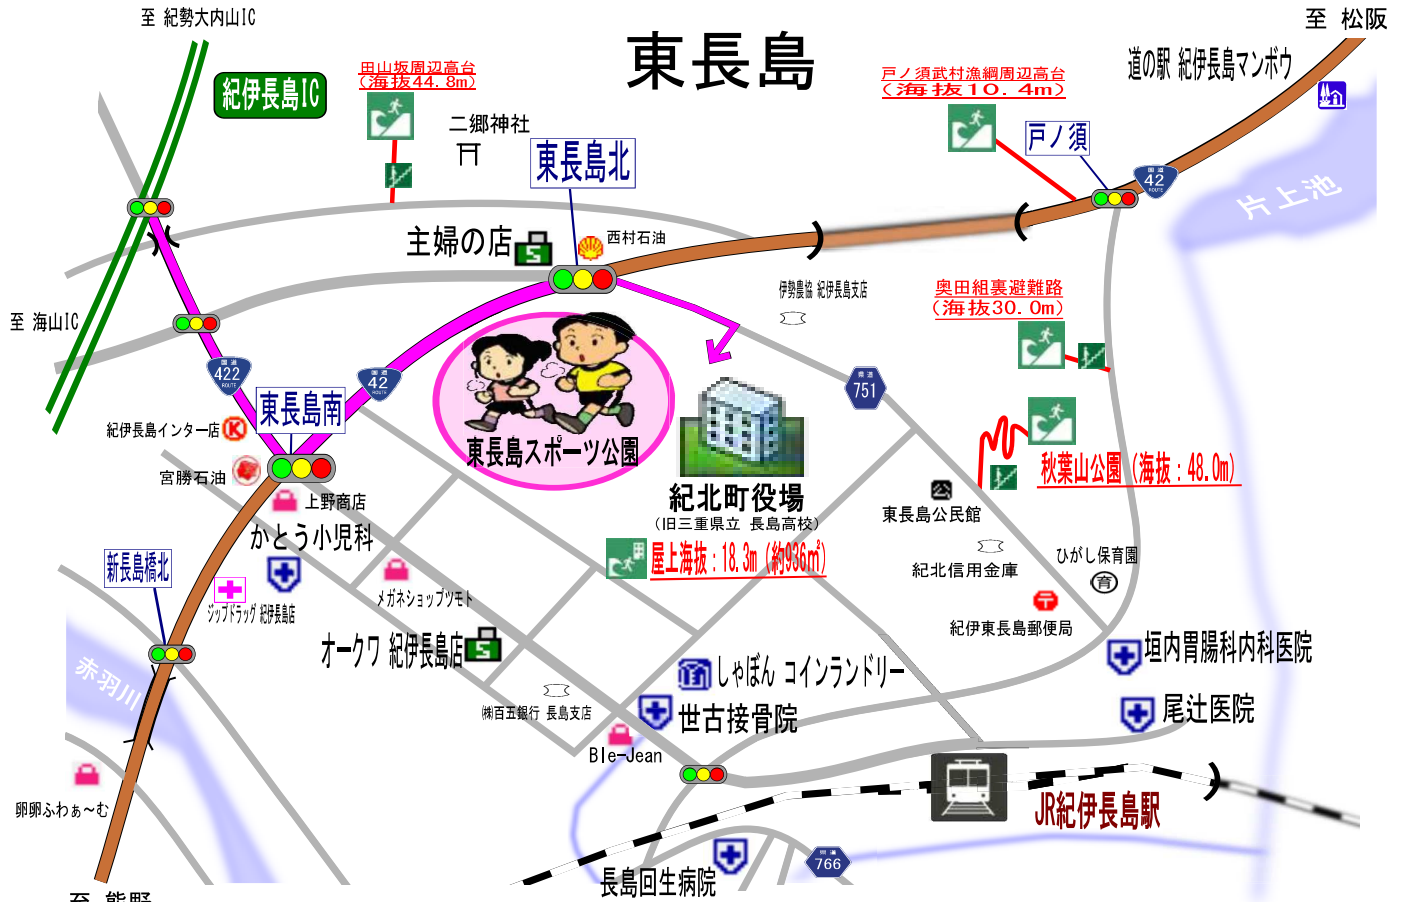 至 紀勢大内山IC
至 松阪
東長島
道の駅 紀伊長島マンボウ
田山坂周辺高台
(海抜44.8m)
戸ノ須武村漁綱周辺高台
(海抜10.4m)
紀伊長島IC
二郷神社
戸ノ須
東長島北
国道
42
ROUTE
片上池
主婦の店
S
西村石油
伊勢農協 紀伊長島支店
奥田組裏避難路
(海抜30.0m)
至 海山IC
国道
422
ROUTE
国道
42
ROUTE
県道
751
東長島南
紀伊長島インター店
K
東長島スポーツ公園
秋葉山公園 (海抜:48.0m)
宮勝石油
上野商店
紀北町役場
(旧三重県立 長島高校)
公
東長島公民館
かとう小児科
屋上海抜:18.3m (約936㎡)
新長島橋北
ジップドラッグ 紀伊長島店
メガネショップツモト
紀北信用金庫
ひがし保育園
育
〒
紀伊東長島郵便局
オークワ 紀伊長島店
S
垣内胃腸科内科医院
赤羽川
しゃぼん コインランドリー
㈱百五銀行 長島支店
世古接骨院
尾辻医院
Ble-Jean
卵卵ふわぁ~む
JR紀伊長島駅
長島回生病院
県道
766
至 熊野